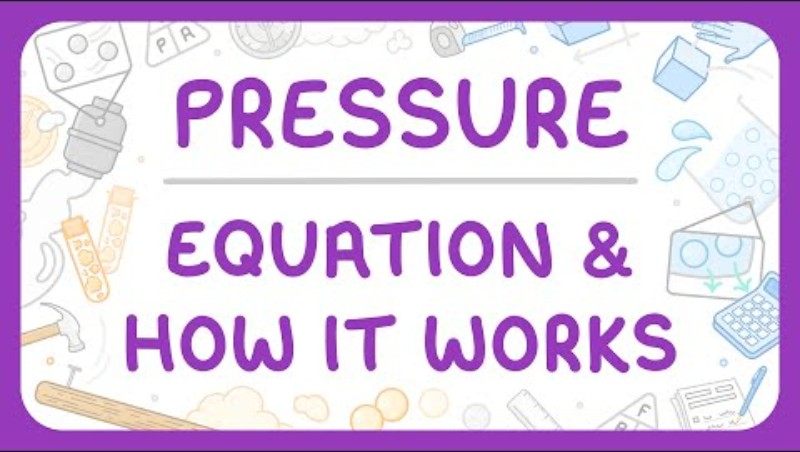 PRESSURE
EQUATION &
HOW IT WORKS
P A
F
P